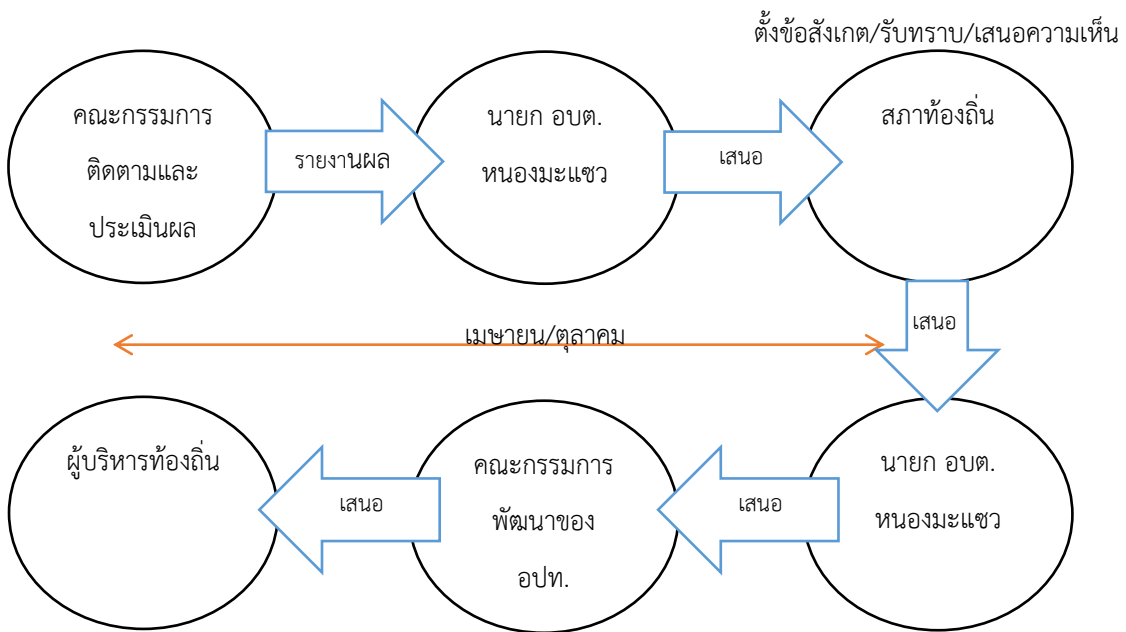 ตั้งข้อสังเกต/รับทราบ/เสนอความเห็น
คณะกรรมการ
ติดตามและ
ประเมินผล
รายงานผล
นายก อบต.
หนองมะแซว
เสนอ
สภาท้องถิ่น
เสนอ
เมษายน/ตุลาคม
นายก อบต.
หนองมะแซว
เสนอ
คณะกรรมการ
พัฒนาของ
อปท.
เสนอ
ผู้บริหารท้องถิ่น